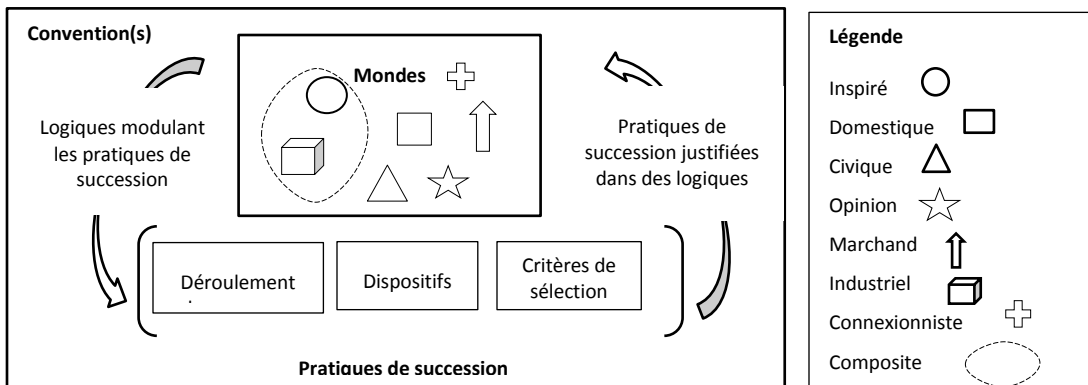 Convention(s)
Mondes
Logiques modulant
les pratiques de
succession
Pratiques de
succession justifiées
dans des logiques
Déroulement
Dispositifs
Critères de
sélection
Pratiques de succession
Légende
Inspiré
Domestique
Civique
Opinion
Marchand
Industriel
Connexionniste
Composite